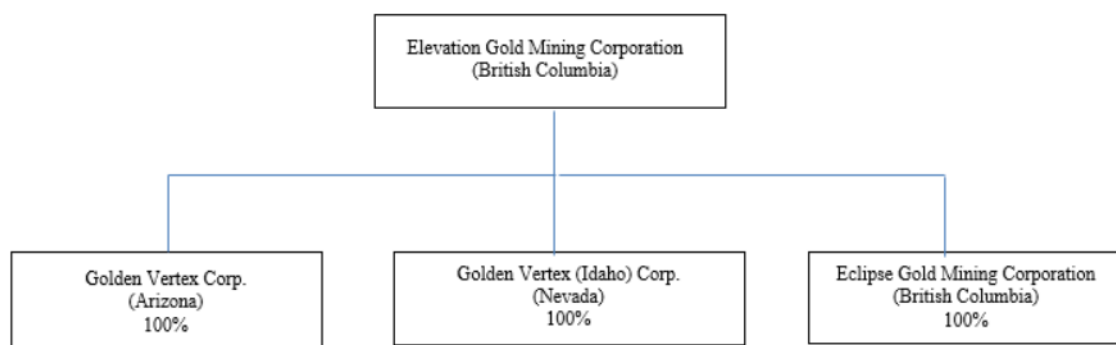 Elevation Gold Mining Corporation
(British Columbia)
Golden Vertex Corp.
(Arizona)
100%
Golden Vertex (Idaho) Corp.
(Nevada)
100%
Eclipse Gold Mining Corporation
(British Columbia)
100%